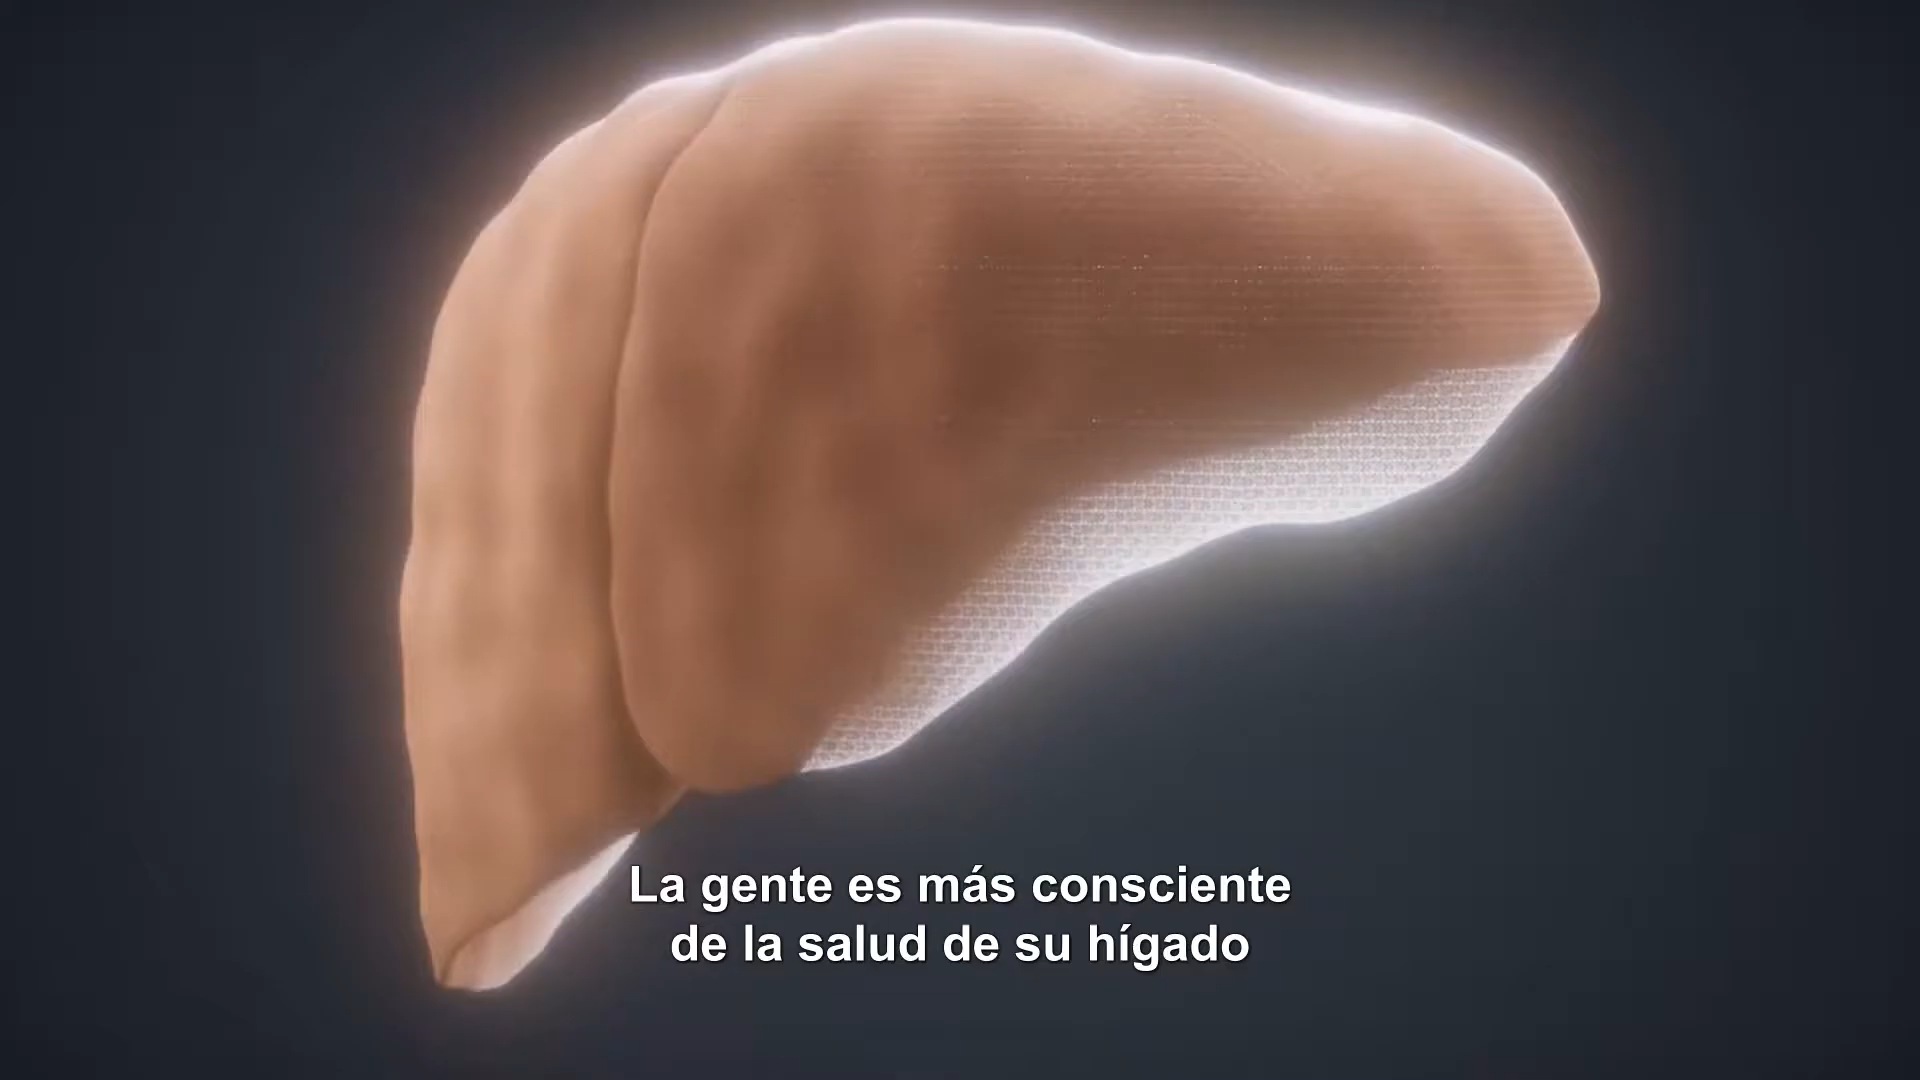 La gente es más consciente
de la salud de su hígado